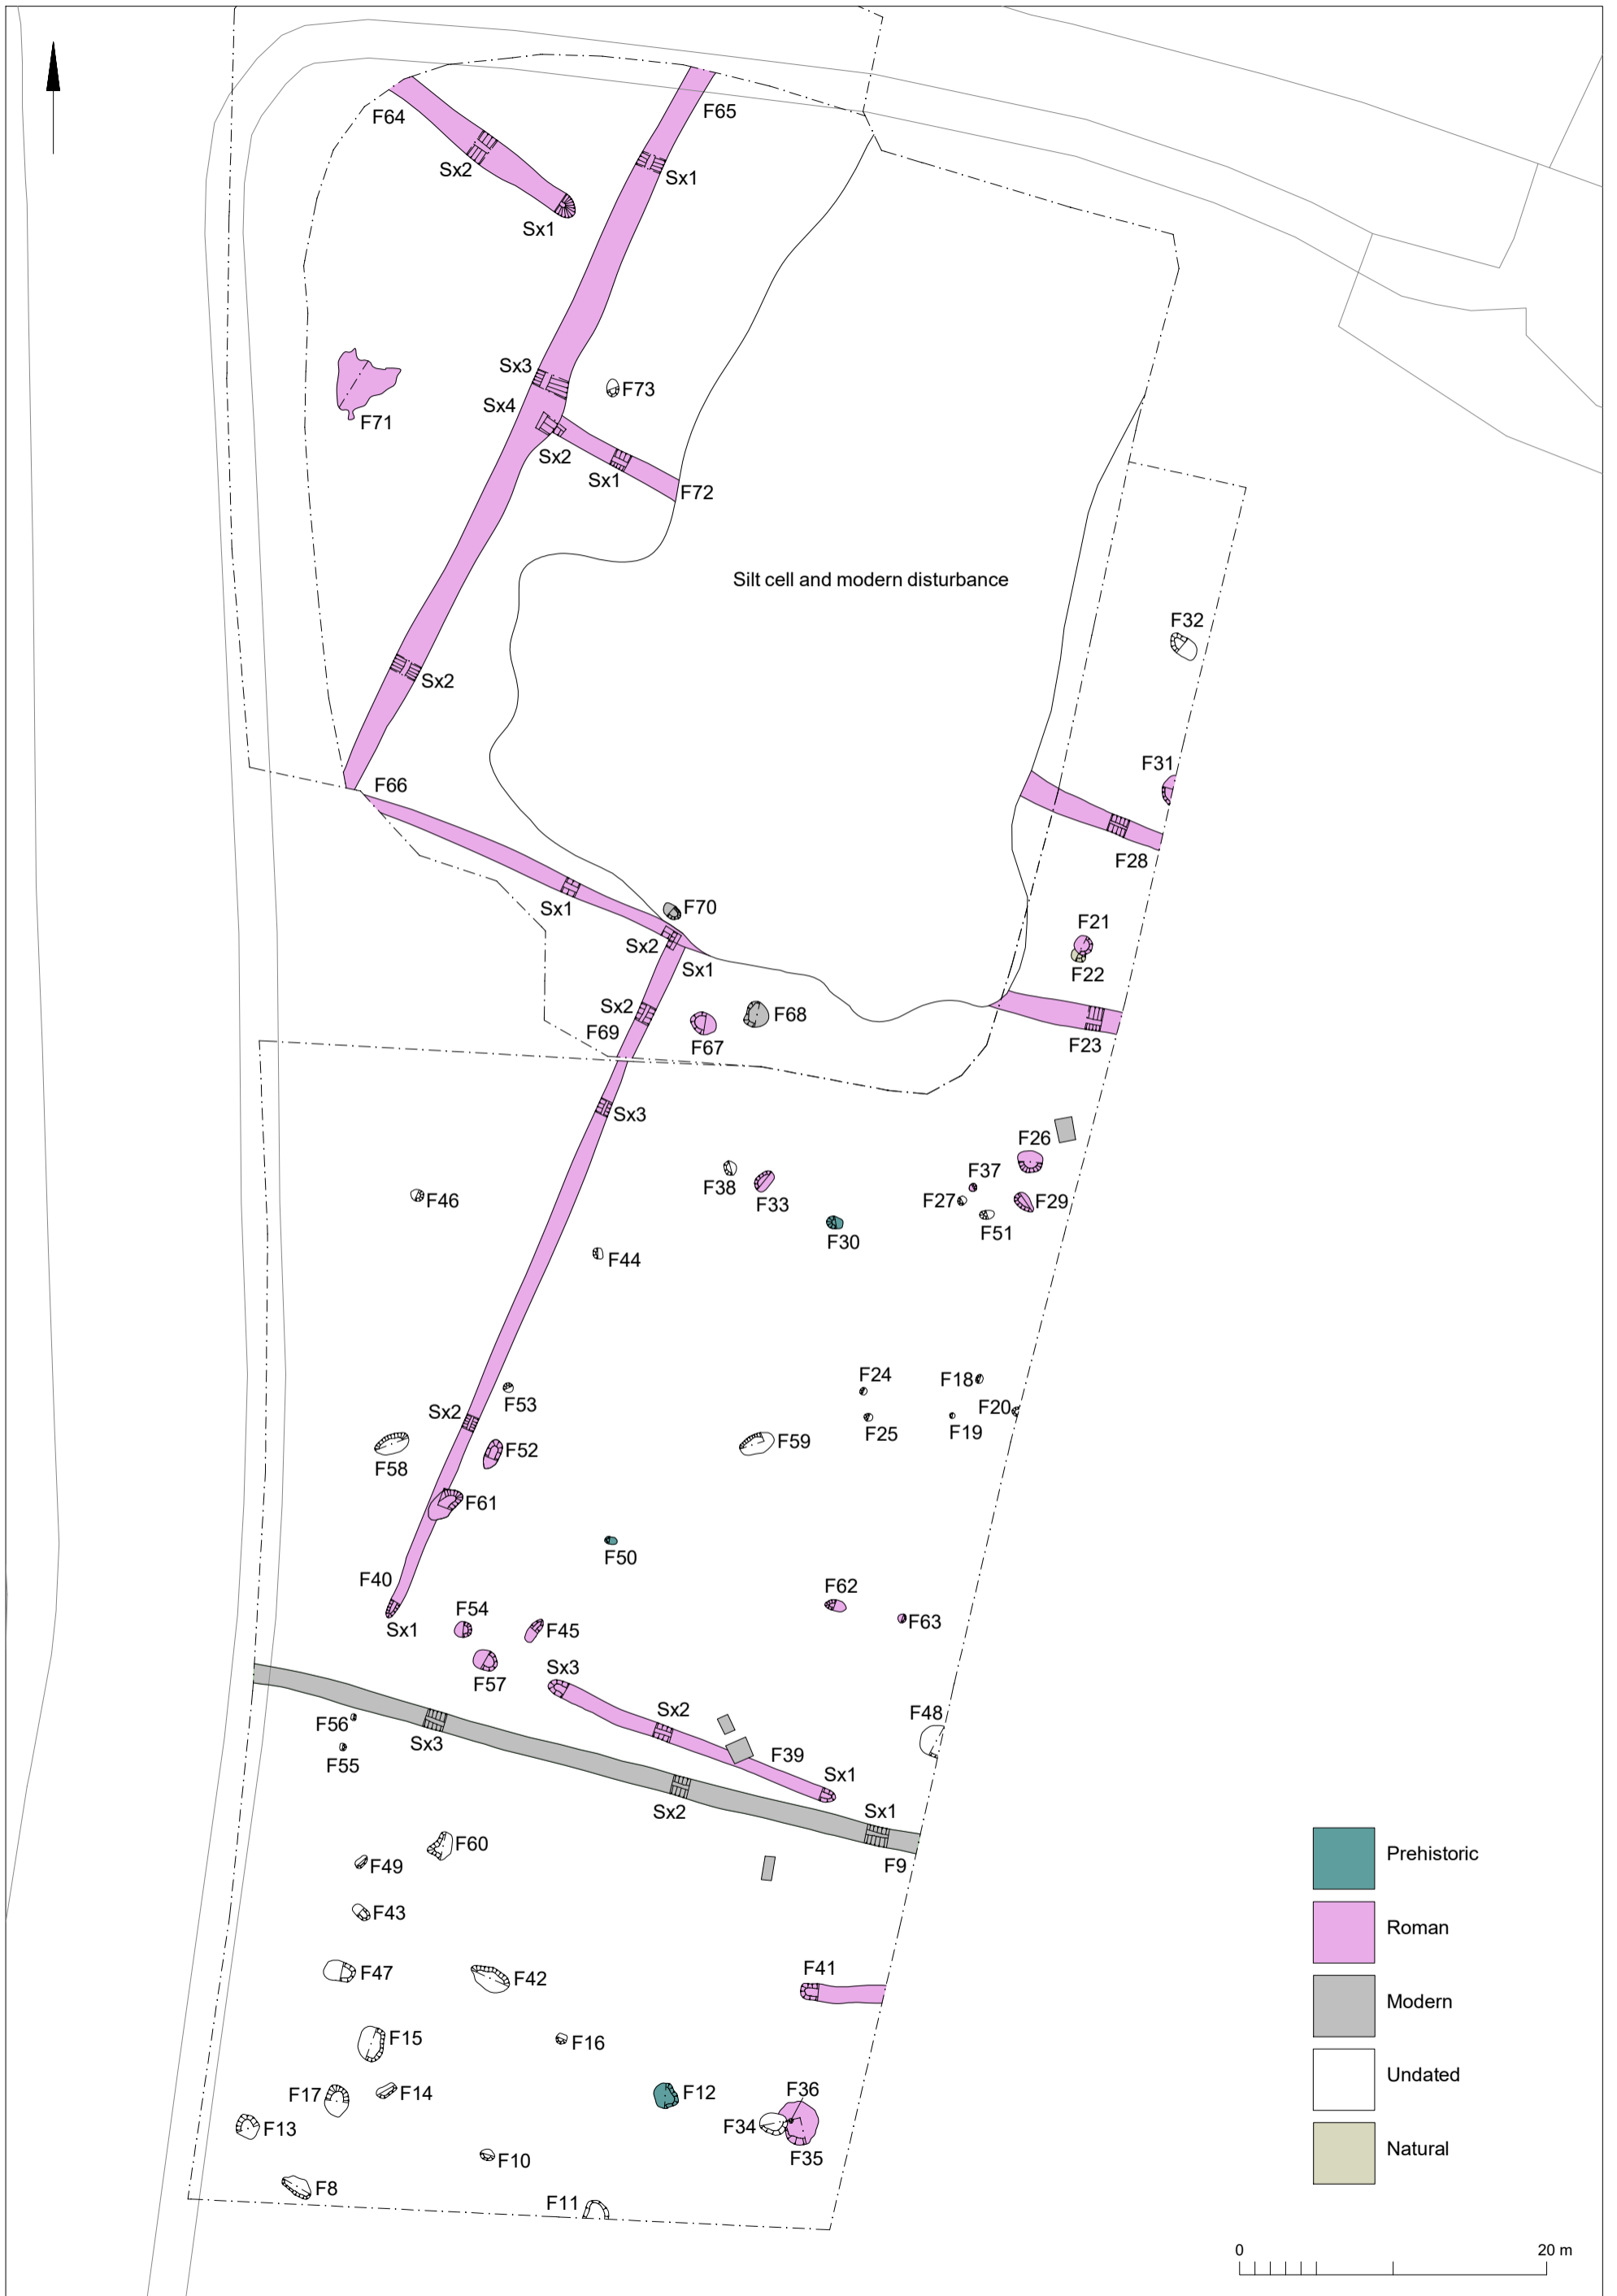 F64
F65
Sx2
Sx1
Sx1
Sx3
F73
Sx4
F71
Sx2
Sx1
F72
Silt cell and modern disturbance
F32
Sx2
F31
F66
F28
Sx1
F70
F21
Sx2
Sx1
F22
Sx2
F68
F69
F67
F23
Sx3
F26
F37
F38
F33
F27
F29
F46
F51
F30
F44
F24
F18
F53
F20
Sx2
F25
F19
F59
F52
F58
F61
F50
F40
F62
F54
F63
Sx1
F45
Sx3
F57
Sx2
F48
F56
Sx3
F39
F55
Sx1
Sx2
Sx1
F60
F9
F49
Prehistoric
F43
Roman
F47
F42
F41
Modern
F15
F16
Undated
F17
F14
F12
F36
F13
F34
Natural
F10
F35
F8
F11
0
20 m